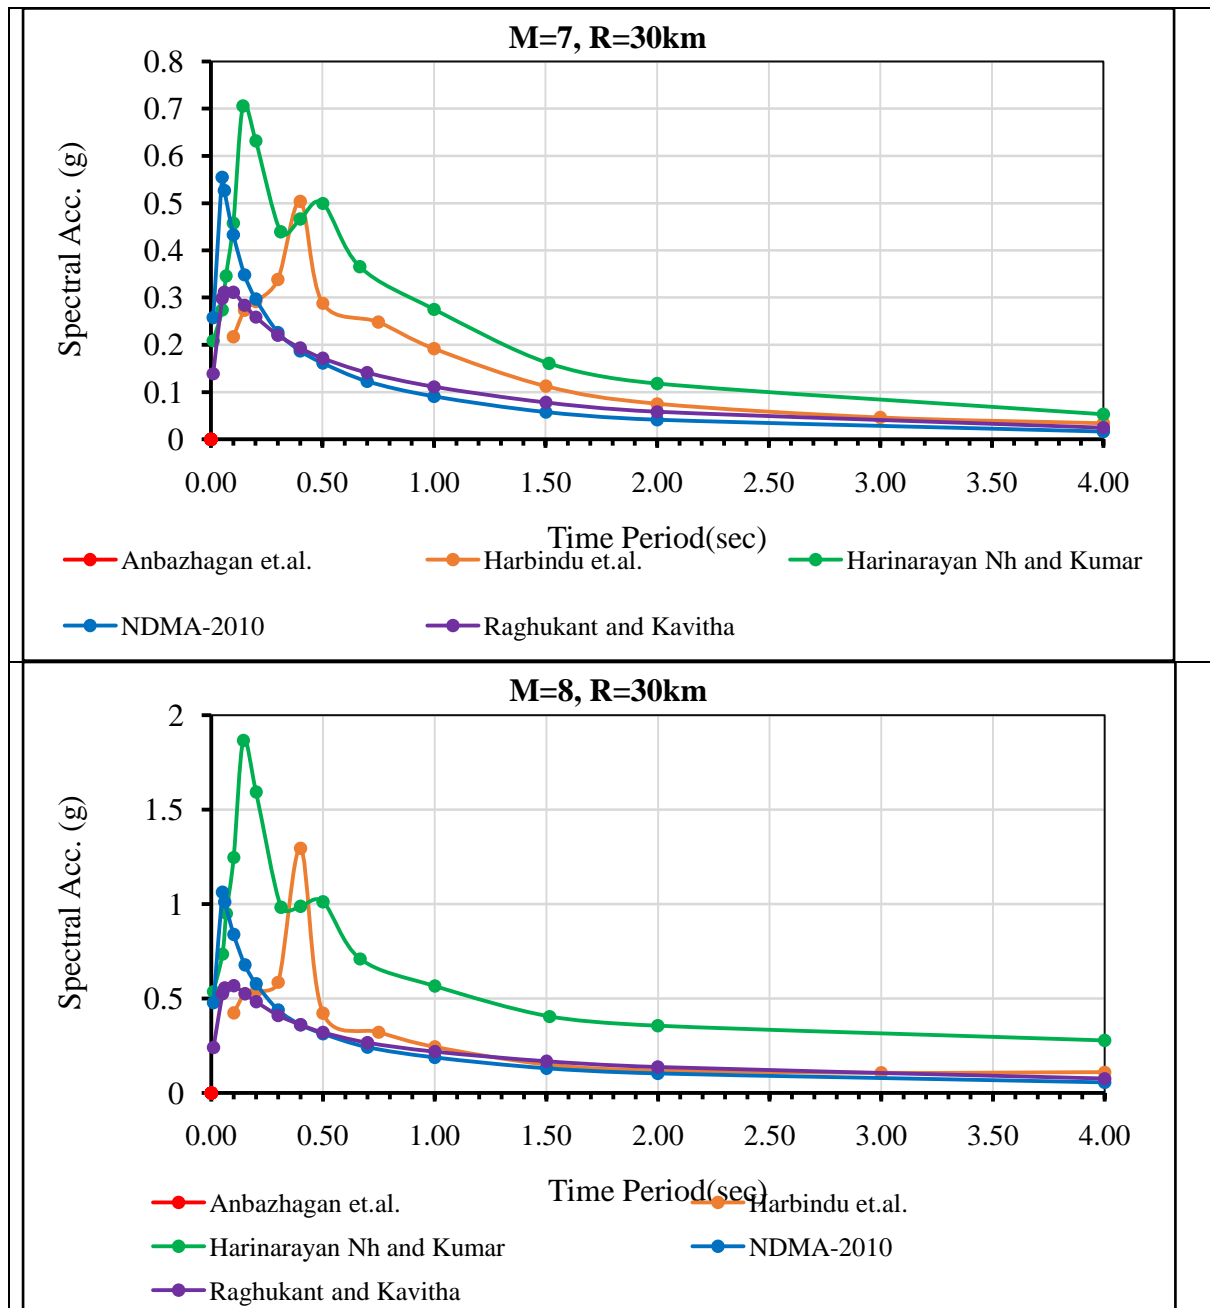 M=7, R=30km
0.8
0.7
0.6
0.5
0.4
0.3
0.2
0.1
0
Spectral Acc. (g)
0.00 0.50 1.00 1.50 2.00 2.50 3.00 3.50 4.00
Time Period(sec)
Anbazhagan et.al. Harbindu et.al. Harinarayan Nh and Kumar
NDMA-2010 Raghukant and Kavitha
M=8, R=30km
2
1.5
1
0.5
0
Spectral Acc. (g)
0.00 0.50 1.00 1.50 2.00 2.50 3.00 3.50 4.00
Time Period(sec)
Anbazhagan et.al. Harbindu et.al.
Harinarayan Nh and Kumar NDMA-2010
Raghukant and Kavitha